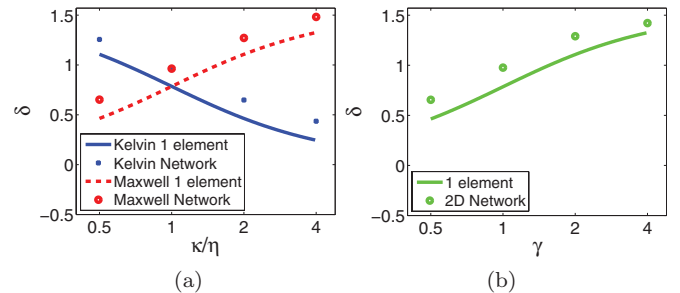 1.5
1
0.5
0
−0.5
δ
Kelvin 1 element
Kelvin Network
Maxwell 1 element
Maxwell Network
0.5 1 2 4
κ/η
(a)
1.5
1
0.5
0
−0.5
δ
1 element
2D Network
0.5 1 2 4
γ
(b)